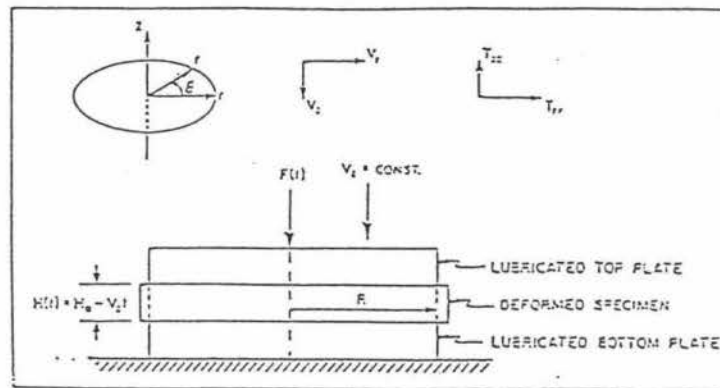 z
r
r
V_r
V_z
T_zz
T_rr
F(t)
V_z = CONST.
LUBRICATED TOP PLATE
H(t) = H_o - V_z t
R
DEFORMED SPECIMEN
LUBRICATED BOTTOM PLATE